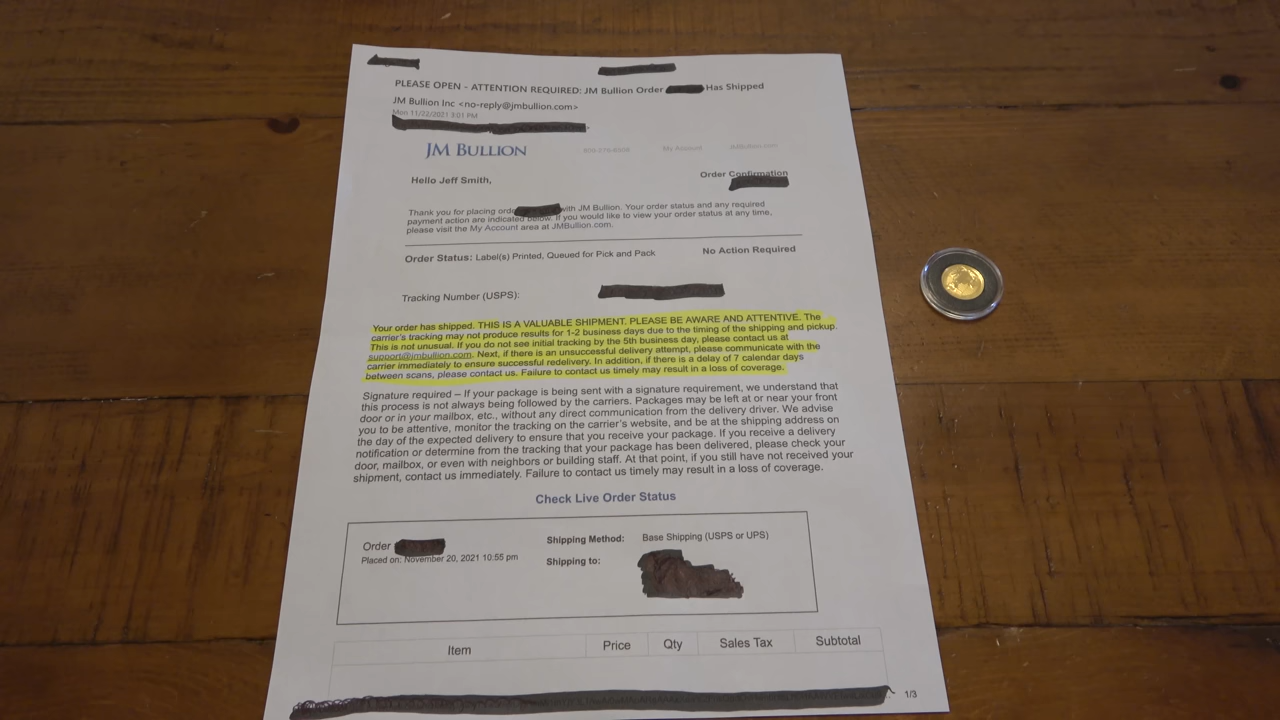 PLEASE OPEN - ATTENTION REQUIRED: JM Bullion Order Has Shipped
JM Bullion Inc <no-reply@jmbullion.com>
Mon 11/22/2021 3:01 PM
JM BULLION
My Account
JMBullion.com
Hello Jeff Smith,
Order Confirmation
Thank you for placing orde with JM Bullion. Your order status and any required
payment action are indicated below. If you would like to view your order status at any time,
please visit the My Account area at JMBullion.com.
Order Status: Label(s) Printed, Queued for Pick and Pack
No Action Required
Tracking Number (USPS):
Your order has shipped. THIS IS A VALUABLE SHIPMENT. PLEASE BE AWARE AND ATTENTIVE. The
carrier's tracking may not produce results for 1-2 business days due to the timing of the shipping and pickup.
This is not unusual. If you do not see initial tracking by the 5th business day, please contact us at
support@jmbullion.com. Next, if there is an unsuccessful delivery attempt, please communicate with the
carrier immediately to ensure successful redelivery. In addition, if there is a delay of 7 calendar days
between scans, please contact us. Failure to contact us timely may result in a loss of coverage.
Signature required – If your package is being sent with a signature requirement, we understand that
this process is not always being followed by the carriers. Packages may be left at or near your front
door or in your mailbox, etc., without any direct communication from the delivery driver. We advise
you to be attentive, monitor the tracking on the carrier's website, and be at the shipping address on
the day of the expected delivery to ensure that you receive your package. If you receive a delivery
notification or determine from the tracking that your package has been delivered, please check your
door, mailbox, or even with neighbors or building staff. At that point, if you still have not received your
shipment, contact us immediately. Failure to contact us timely may result in a loss of coverage.
Check Live Order Status
Order
Placed on: November 20, 2021 10:55 pm
Shipping Method: Base Shipping (USPS or UPS)
Shipping to:
Item Price Qty Sales Tax Subtotal
1/3